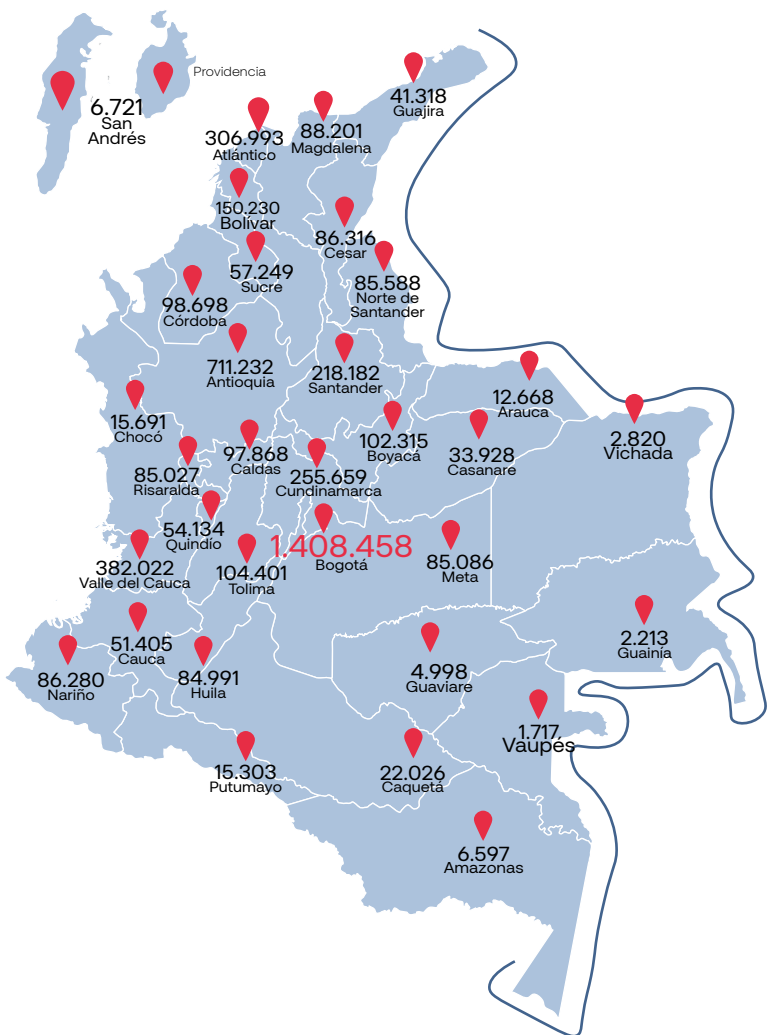 Providencia
6.721
San
Andrés
41.318
Guajira
306.993
Atlántico
88.201
Magdalena
150.230
Bolívar
86.316
Cesar
57.249
Sucre
85.588
Norte de
Santander
98.698
Córdoba
711.232
Antioquia
218.182
Santander
12.668
Arauca
15.691
Chocó
97.868
Caldas
102.315
Boyacá
33.928
Casanare
2.820
Vichada
85.027
Risaralda
255.659
Cundinamarca
54.134
Quindío
1.408.458
Bogotá
85.086
Meta
382.022
Valle del Cauca
104.401
Tolima
51.405
Cauca
2.213
Guainía
86.280
Nariño
84.991
Huila
4.998
Guaviare
1.717
Vaupés
15.303
Putumayo
22.026
Caquetá
6.597
Amazonas